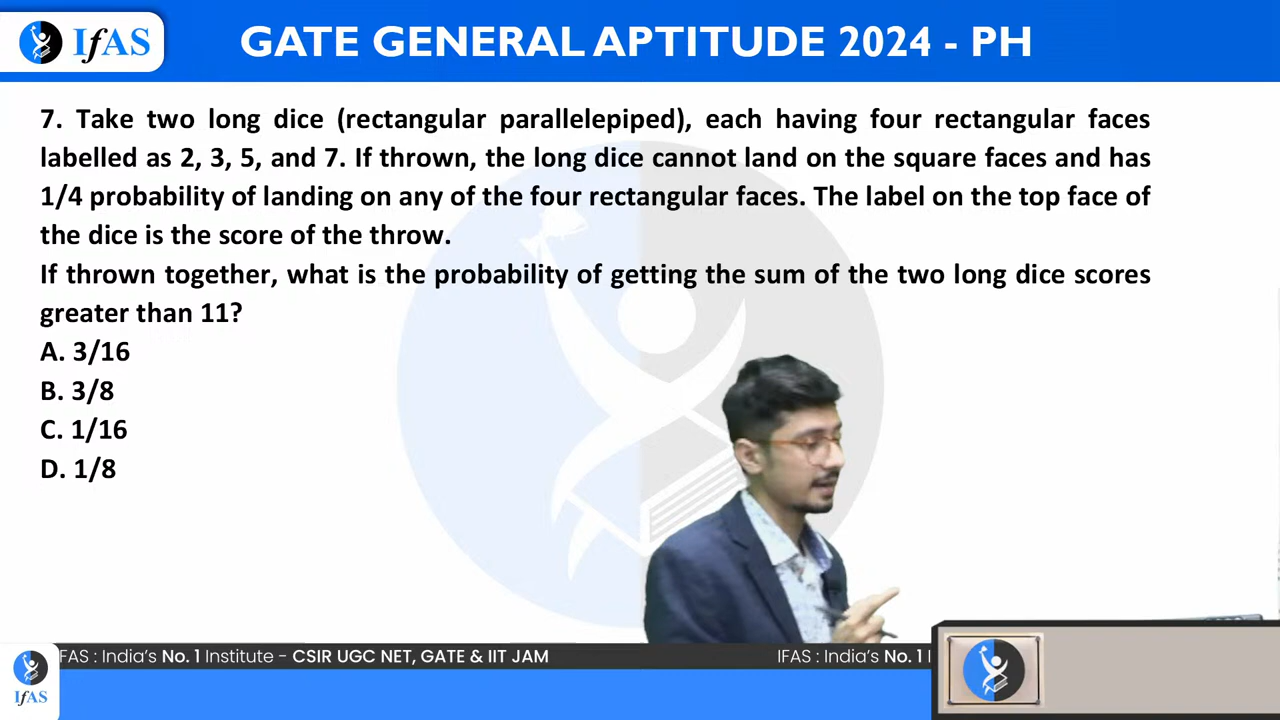 IfAS
GATE GENERAL APTITUDE 2024 - PH
7. Take two long dice (rectangular parallelepiped), each having four rectangular faces
labelled as 2, 3, 5, and 7. If thrown, the long dice cannot land on the square faces and has
1/4 probability of landing on any of the four rectangular faces. The label on the top face of
the dice is the score of the throw.
If thrown together, what is the probability of getting the sum of the two long dice scores
greater than 11?
A. 3/16
B. 3/8
C. 1/16
D. 1/8
IfAS
FAS : India's No. 1 Institute - CSIR UGC NET, GATE & IIT JAM
IFAS : India's No. 1 I